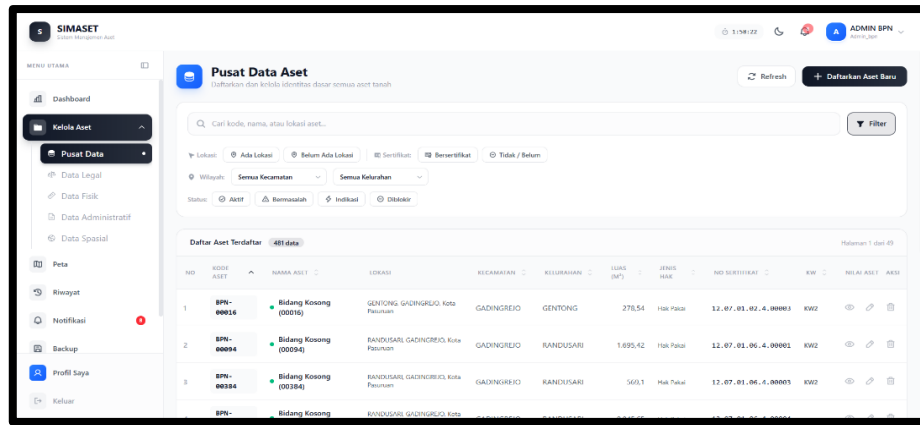 S
SIMASET
Sistem Manajemen Aset
1:58:22
A
ADMIN BPN
Admin_bpn
MENU UTAMA
Dashboard
Kelola Aset
Pusat Data
Data Legal
Data Fisik
Data Administratif
Data Spasial
Peta
Riwayat
Notifikasi
Backup
Profil Saya
Keluar
Pusat Data Aset
Daftarkan dan kelola identitas dasar semua aset tanah
Refresh
+ Daftarkan Aset Baru
Cari kode, nama, atau lokasi aset...
Filter
Lokasi: Ada Lokasi Belum Ada Lokasi Sertifikat: Bersertifikat Tidak / Belum
Wilayah: Semua Kecamatan Semua Kelurahan
Status: Aktif Bermasalah Indikasi Diblokir
Daftar Aset Terdaftar 481 data Halaman 1 dari 49
NO KODE ASET NAMA ASET LOKASI KECAMATAN KELURAHAN LUAS (M²) JENIS HAK NO SERTIFIKAT KW NILAI ASET AKSI
1 BPN-00016 Bidang Kosong (00016) GENTONG, GADINGREJO, Kota Pasuruan GADINGREJO GENTONG 278,54 Hak Pakai 12.07.01.02.4.00003 KW2
2 BPN-00094 Bidang Kosong (00094) RANDUSARI, GADINGREJO, Kota Pasuruan GADINGREJO RANDUSARI 1.695,42 Hak Pakai 12.07.01.06.4.00001 KW2
3 BPN-00384 Bidang Kosong (00384) RANDUSARI, GADINGREJO, Kota Pasuruan GADINGREJO RANDUSARI 569,1 Hak Pakai 12.07.01.06.4.00003 KW2
BPN- Bidang Kosong RANDUSARI, GADINGREJO, Kota